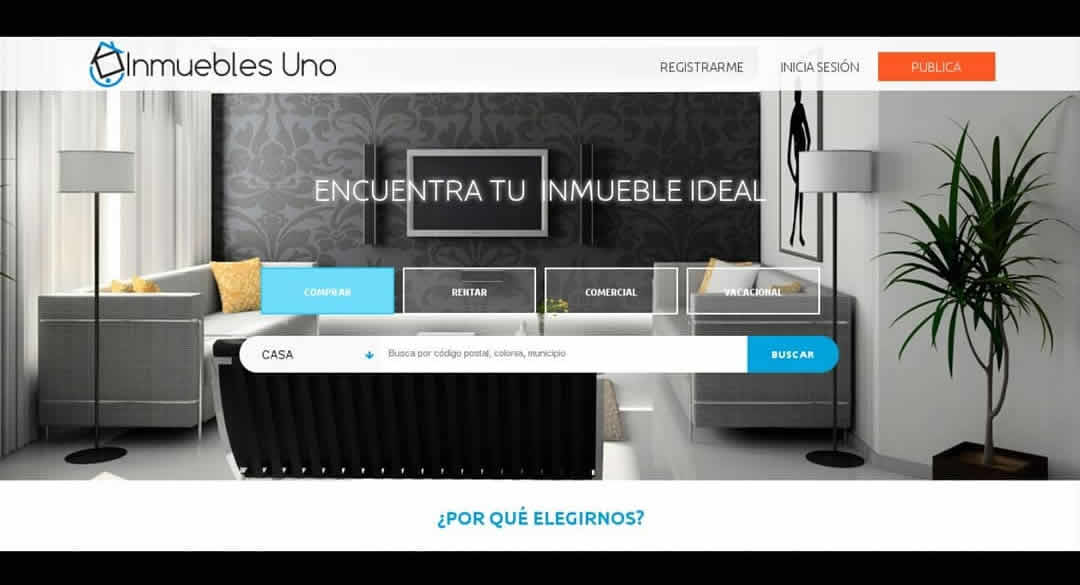 Inmuebles Uno
REGISTRARME INICIA SESIÓN PUBLICA
ENCUENTRA TU INMUEBLE IDEAL
COMPRAR RENTAR COMERCIAL VACACIONAL
CASA Busca por código postal, colonia, municipio BUSCAR
¿POR QUÉ ELEGIRNOS?